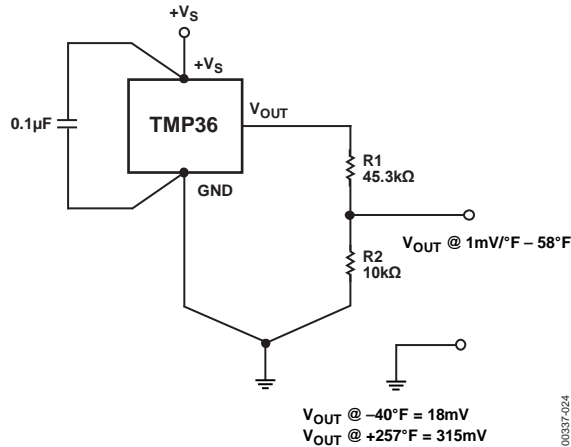 +VS
+VS
0.1µF
TMP36
VOUT
GND
R1
45.3kΩ
VOUT @ 1mV/°F – 58°F
R2
10kΩ
VOUT @ –40°F = 18mV
VOUT @ +257°F = 315mV
00337-024